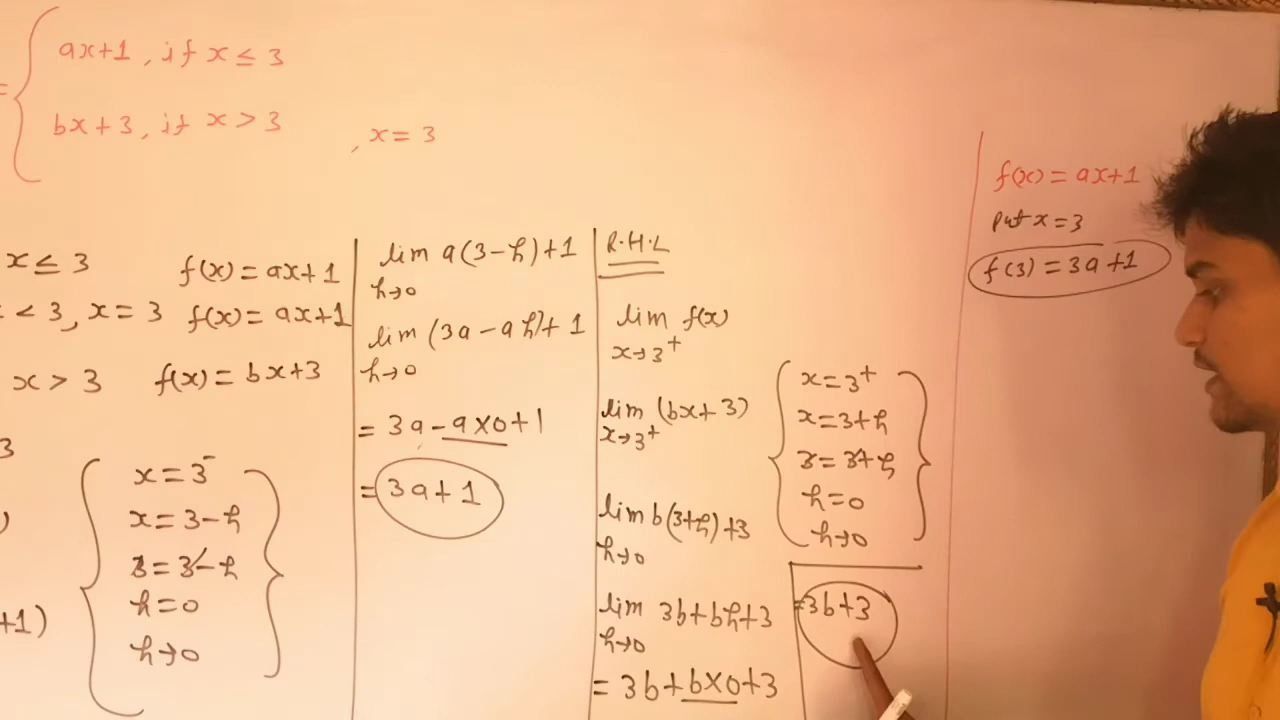 =
ax+1, if x ≤ 3
bx+3, if x > 3
, x = 3
x ≤ 3 f(x) = ax+1
< 3, x = 3 f(x) = ax+1
x > 3 f(x) = bx+3
3
)
+1)
x = 3⁻
x = 3-h
3 = 3-h
h = 0
h→0
lim a(3-h)+1
h→0
lim (3a-ah)+1
h→0
= 3a-a×0+1
= 3a+1
R.H.L
lim f(x)
x→3⁺
lim (bx+3)
x→3⁺
lim b(3+h)+3
h→0
lim 3b+bh+3
h→0
= 3b+b×0+3
x = 3⁺
x = 3+h
3 = 3+h
h = 0
h→0
=3b+3
f(x) = ax+1
Put x = 3
f(3) = 3a+1